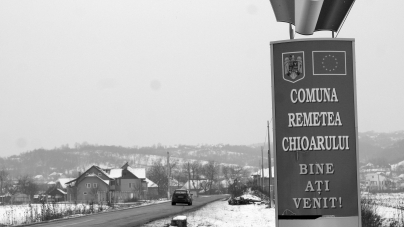 COMUNA
REMETEA
CHIOARULUI
BINE
AȚI
VENIT!